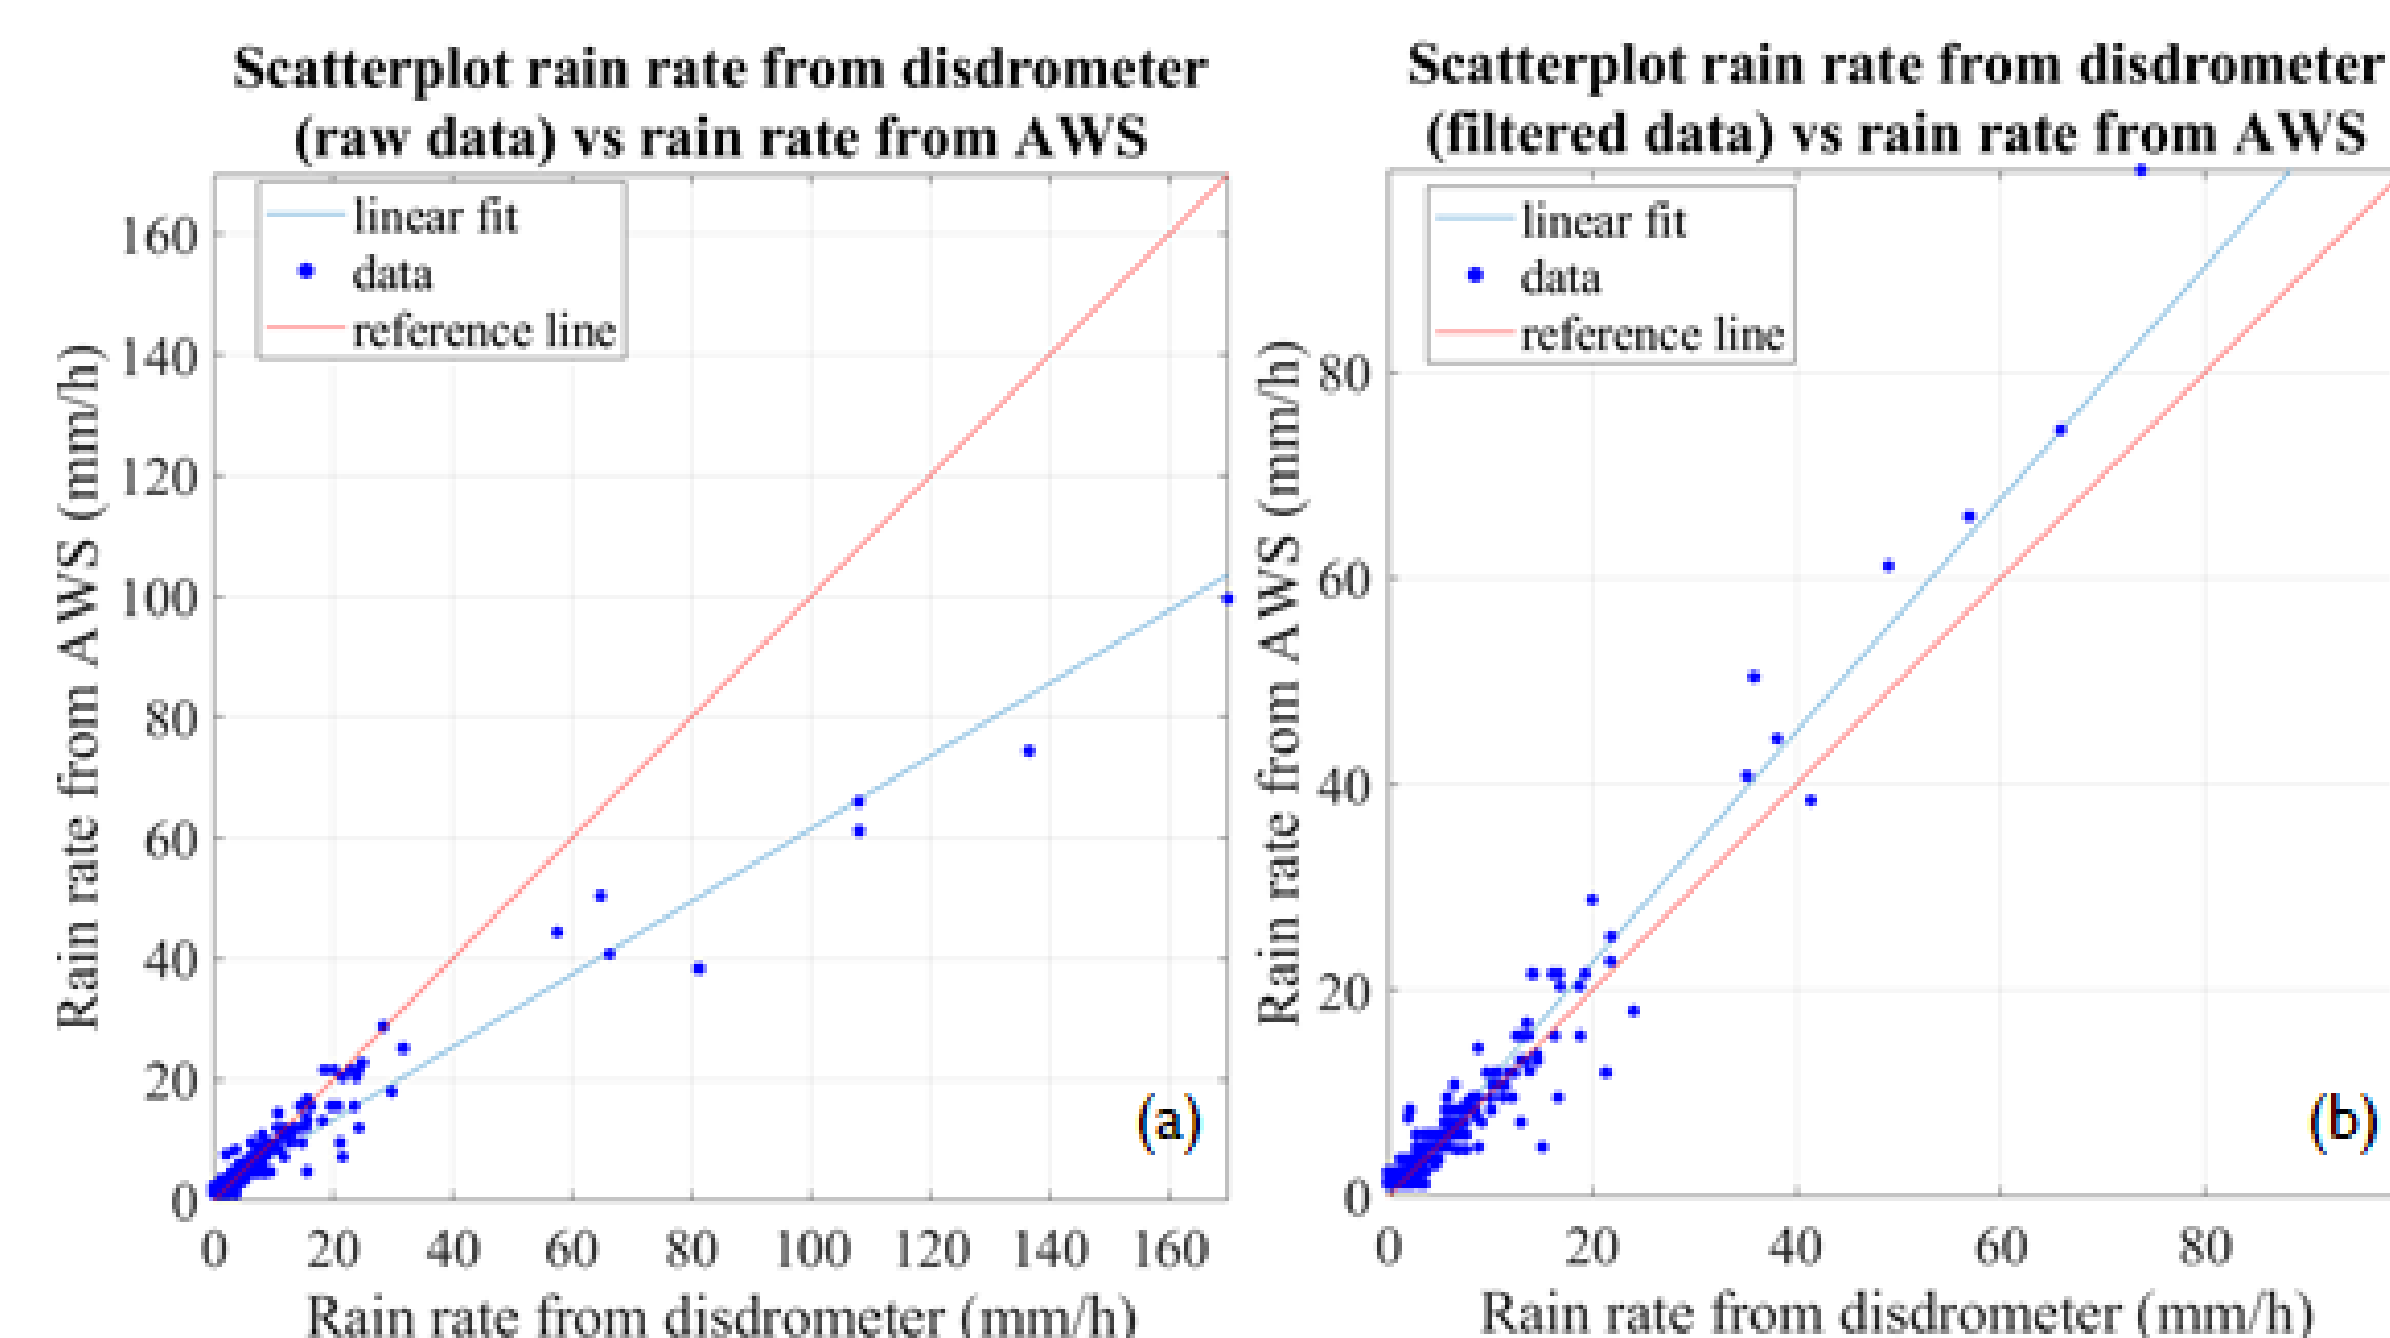 Scatterplot rain rate from disdrometer
(raw data) vs rain rate from AWS
linear fit
data
reference line
160
140
120
100
80
60
40
20
0
Rain rate from AWS (mm/h)
0 20 40 60 80 100 120 140 160
Rain rate from disdrometer (mm/h)
(a)
Scatterplot rain rate from disdrometer
(filtered data) vs rain rate from AWS
linear fit
data
reference line
80
60
40
20
0
Rain rate from AWS (mm/h)
0 20 40 60 80
Rain rate from disdrometer (mm/h)
(b)